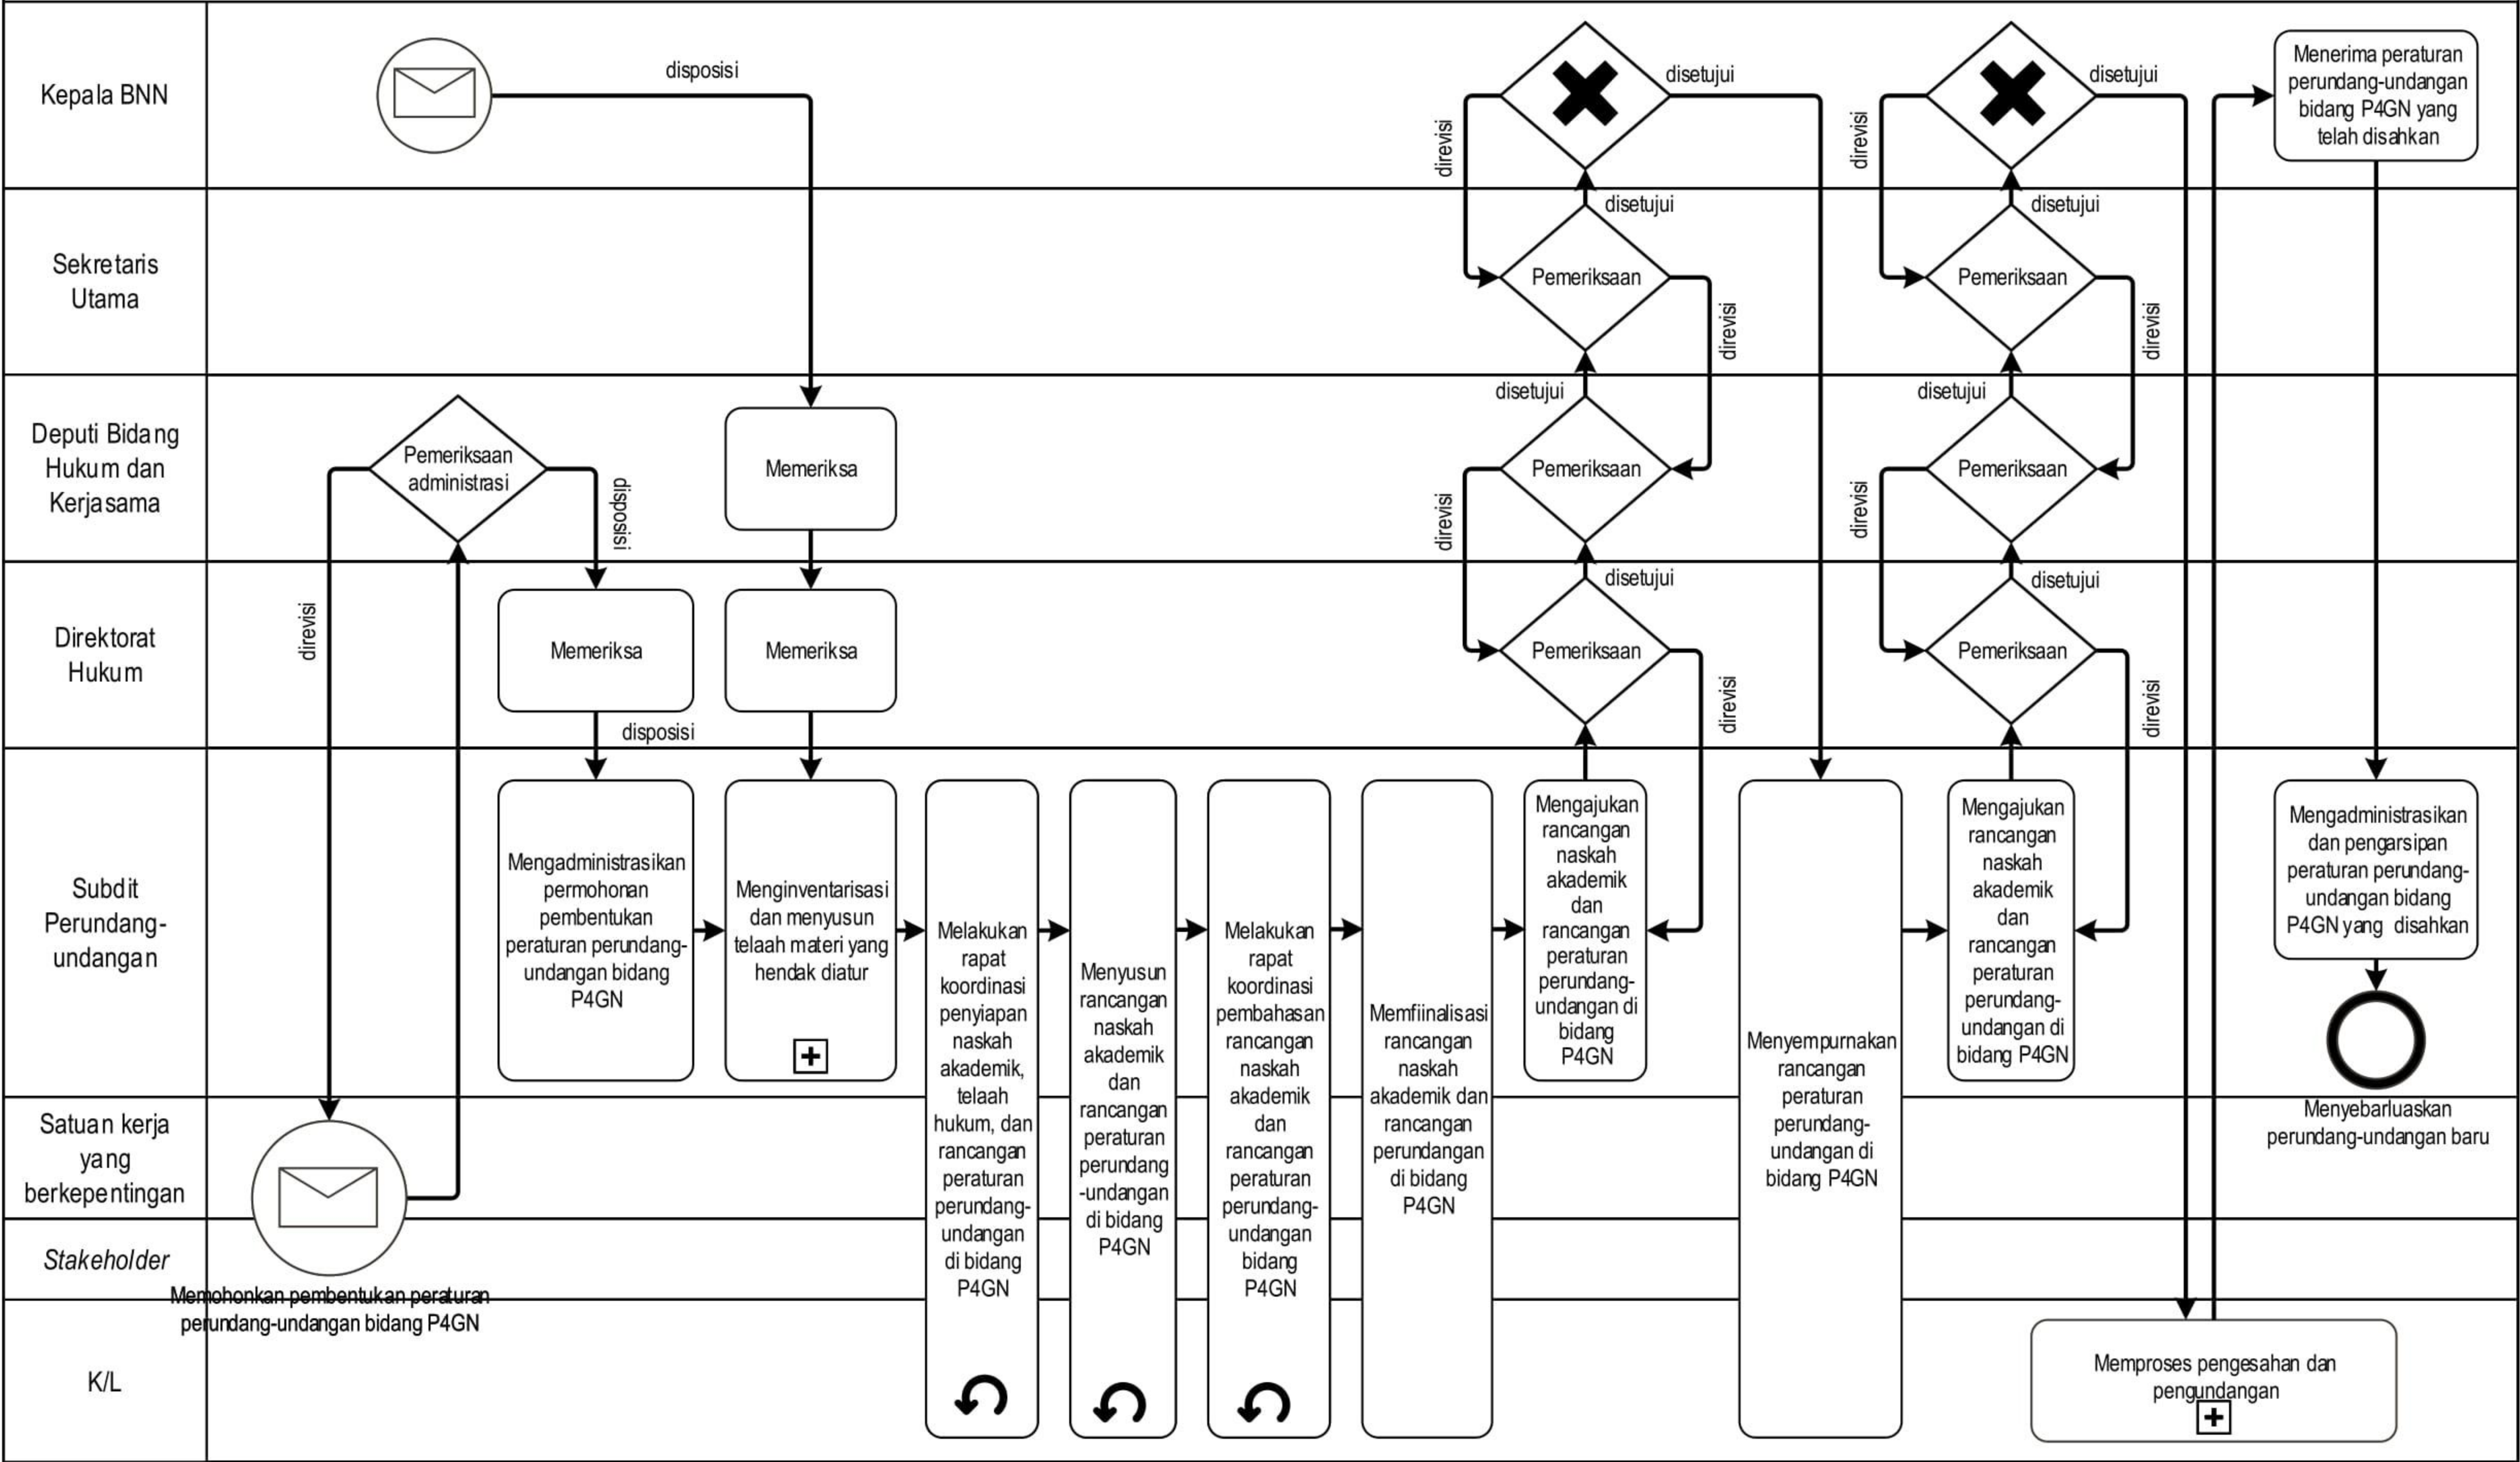 Kepala BNN
disposisi
disetujui
direvisi
disetujui
direvisi
Menerima peraturan
perundang-undangan
bidang P4GN yang
telah disahkan
Sekretaris
Utama
disetujui
Pemeriksaan
direvisi
disetujui
Pemeriksaan
direvisi
Deputi Bidang
Hukum dan
Kerjasama
Pemeriksaan
administrasi
disposisi
Memeriksa
disetujui
Pemeriksaan
direvisi
disetujui
Pemeriksaan
direvisi
Direktorat
Hukum
direvisi
Memeriksa
disposisi
Memeriksa
disetujui
Pemeriksaan
direvisi
disetujui
Pemeriksaan
direvisi
Subdit
Perundang-
undangan
Mengadministrasikan
permohonan
pembentukan
peraturan perundang-
undangan bidang
P4GN
Menginventarisasi
dan menyusun
telaah materi yang
hendak diatur
Melakukan
rapat
koordinasi
penyiapan
naskah
akademik,
telaah
hukum, dan
rancangan
peraturan
perundang-
undangan
di bidang
P4GN
Menyusun
rancangan
naskah
akademik
dan
rancangan
peraturan
perundang
-undangan
di bidang
P4GN
Melakukan
rapat
koordinasi
pembahasan
rancangan
naskah
akademik
dan
rancangan
peraturan
perundang-
undangan
bidang
P4GN
Memfiinalisasi
rancangan
naskah
akademik dan
rancangan
perundangan
di bidang
P4GN
Mengajukan
rancangan
naskah
akademik
dan
rancangan
peraturan
perundang-
undangan di
bidang
P4GN
Menyempurnakan
rancangan
peraturan
perundang-
undangan di
bidang P4GN
Mengajukan
rancangan
naskah
akademik
dan
rancangan
peraturan
perundang-
undangan di
bidang P4GN
Mengadministrasikan
dan pengarsipan
peraturan perundang-
undangan bidang
P4GN yang disahkan
Menyebarluaskan
perundang-undangan baru
Satuan kerja
yang
berkepentingan
Stakeholder
Memohonkan pembentukan peraturan
perundang-undangan bidang P4GN
K/L
Memproses pengesahan dan
pengundangan